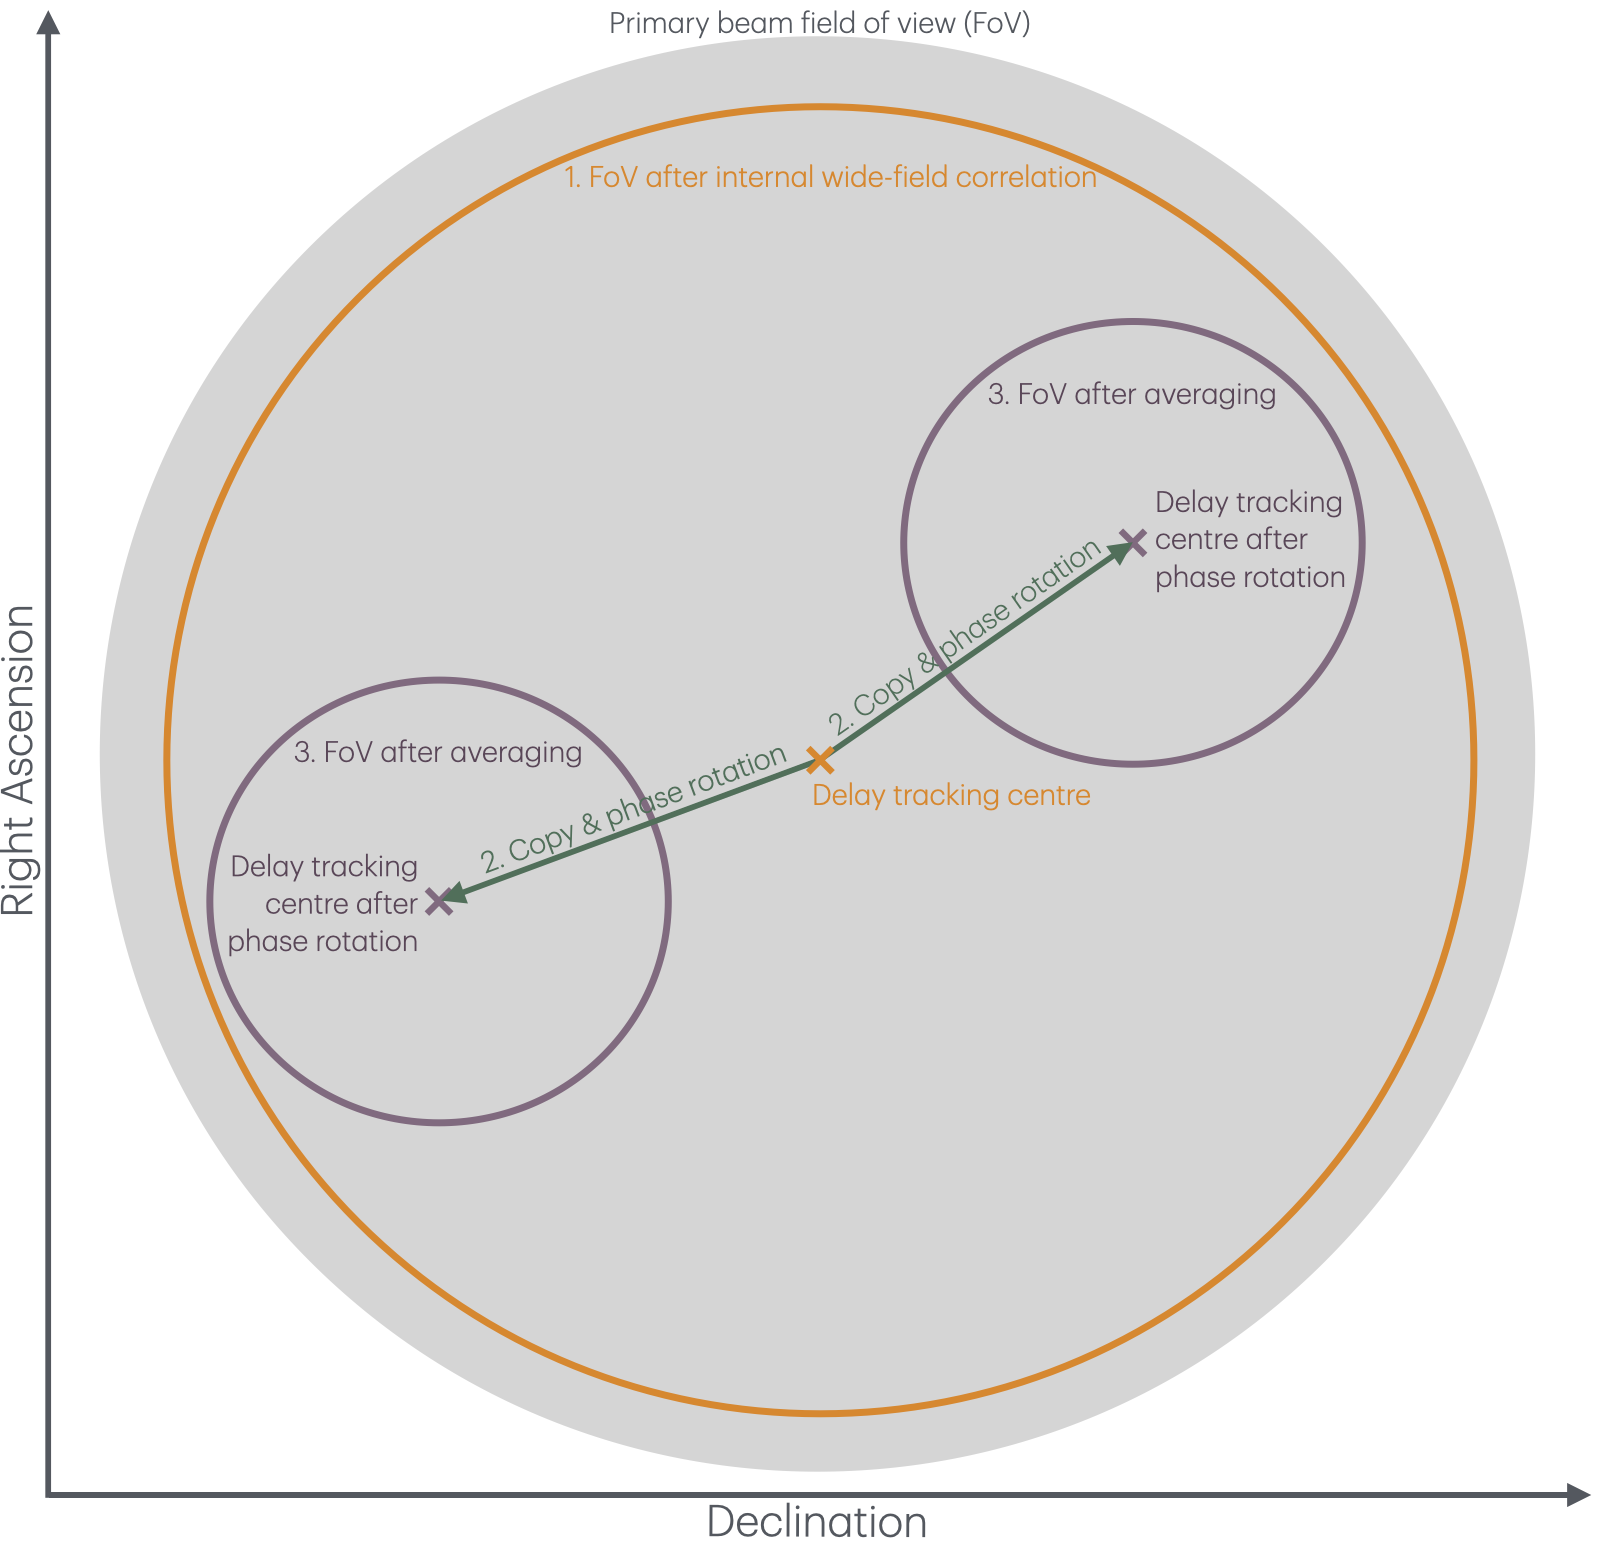 Primary beam field of view (FoV)
1. FoV after internal wide-field correlation
3. FoV after averaging
Delay tracking
centre after
phase rotation
2. Copy & phase rotation
Delay tracking centre
3. FoV after averaging
2. Copy & phase rotation
Delay tracking
centre after
phase rotation
Right Ascension
Declination